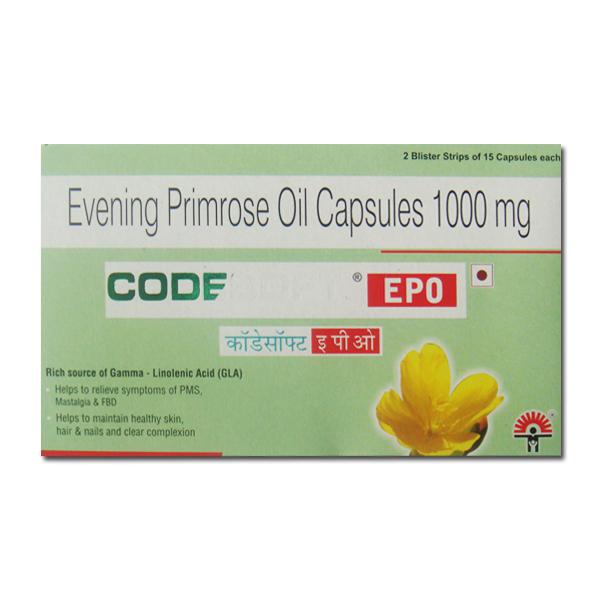 2 Blister Strips of 15 Capsules each
Evening Primrose Oil Capsules 1000 mg
CODE ® EPO
कॉडेसॉफ्ट इ पी ओ
Rich source of Gamma - Linolenic Acid (GLA)
• Helps to relieve symptoms of PMS,
Mastalgia & FBD
• Helps to maintain healthy skin,
hair & nails and clear complexion